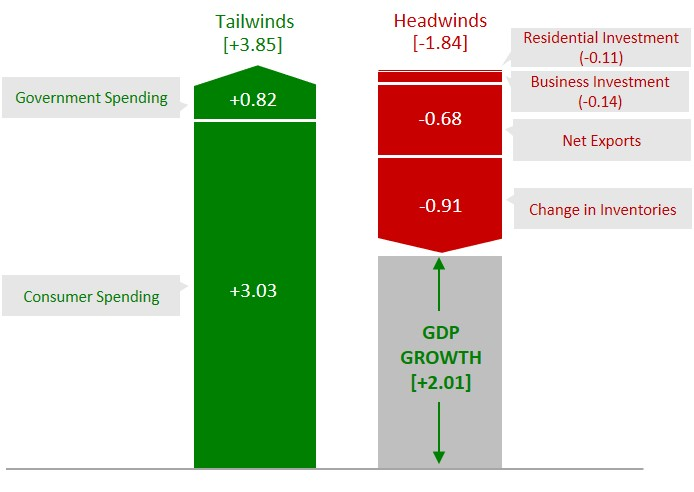 Tailwinds
[+3.85]
Headwinds
[-1.84]
Residential Investment
(-0.11)
Business Investment
(-0.14)
Government Spending
+0.82
-0.68
Net Exports
-0.91
Change in Inventories
Consumer Spending
+3.03
GDP
GROWTH
[+2.01]